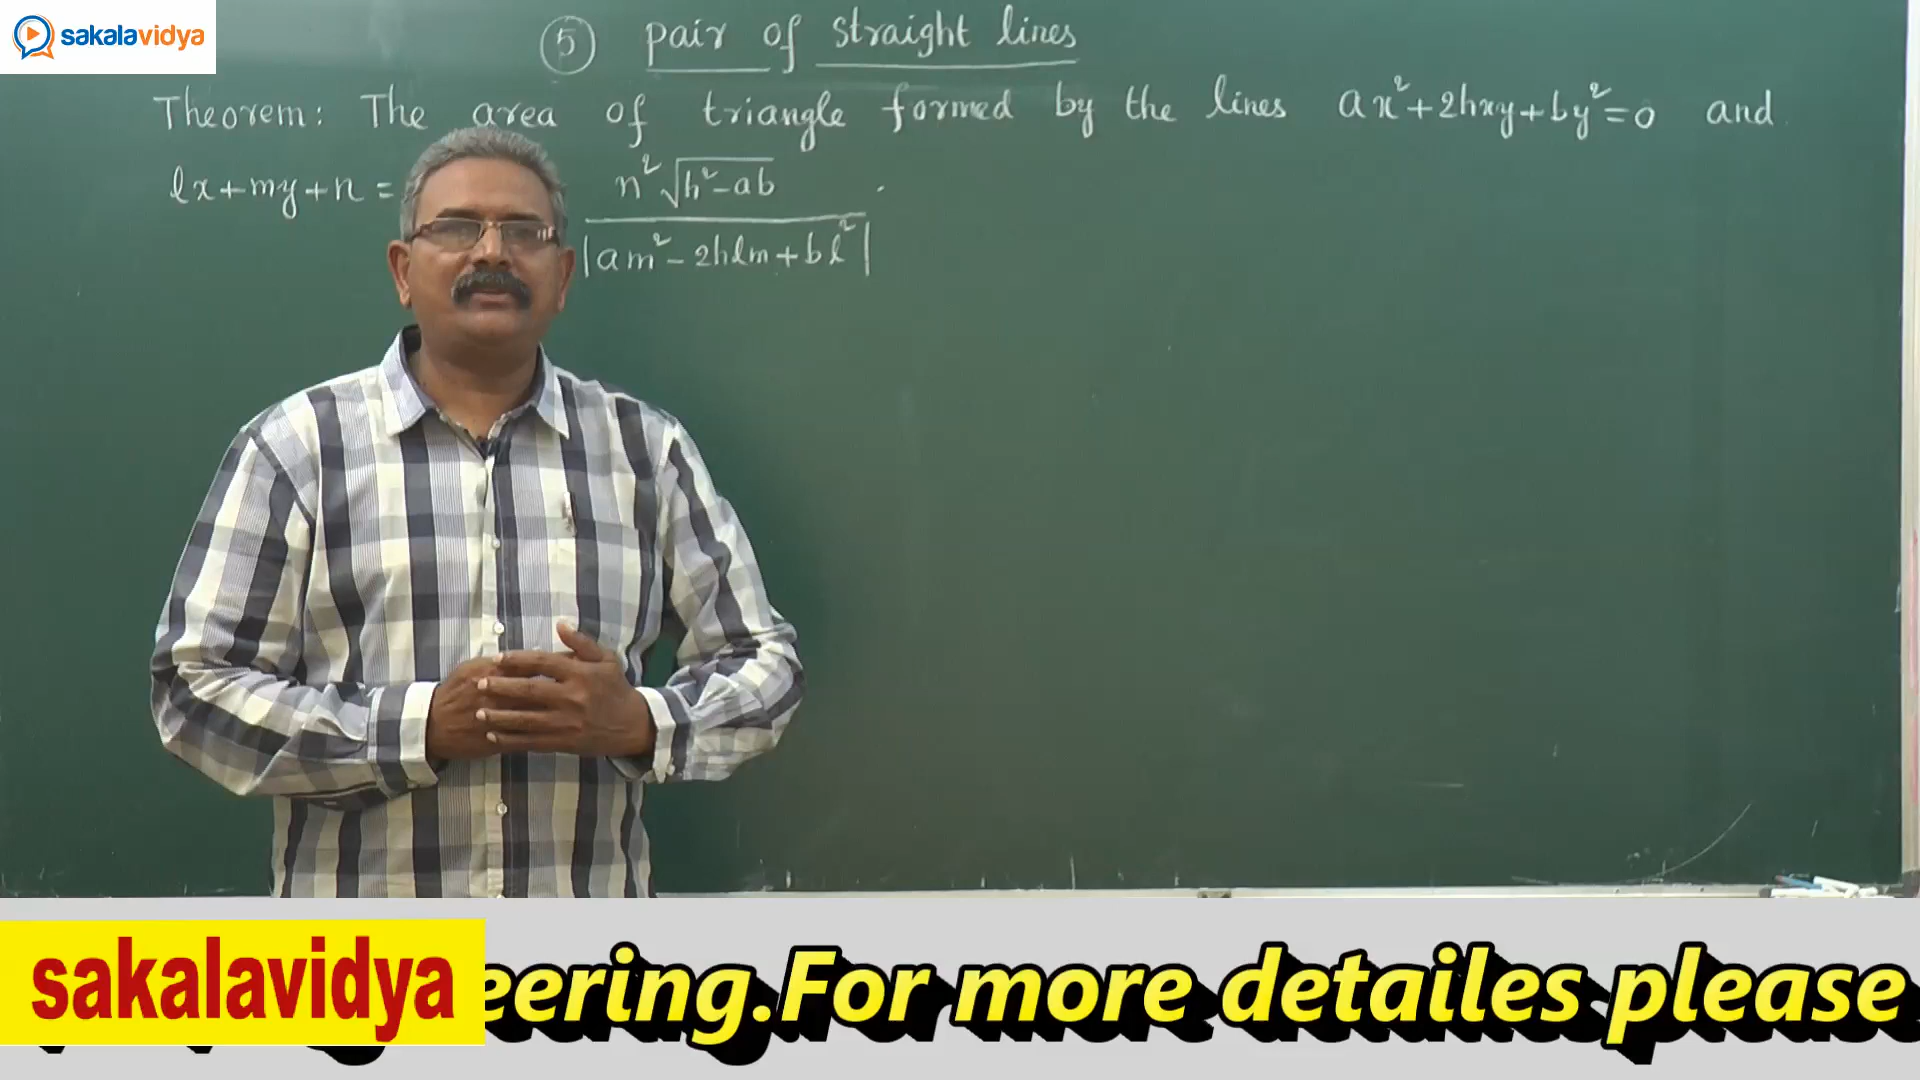 sakalavidya
5 pair of straight lines
Theorem: The area of triangle formed by the lines ax²+2hxy+by²=0 and
lx+my+n = n²√h²-ab
|am²-2hlm+bl²|
sakalavidya eering.For more detailes please